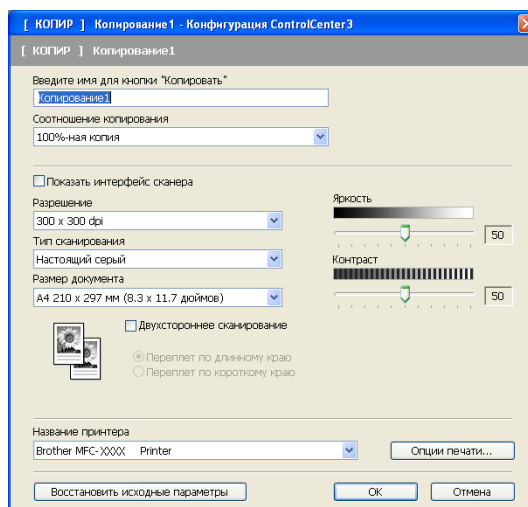 [ КОПИР ] Копирование1 - Конфигурация ControlCenter3
[ КОПИР ] Копирование1
Введите имя для кнопки "Копировать"
Копирование1
Соотношение копирования
100%-ная копия
Показать интерфейс сканера
Разрешение
300 x 300 dpi
Тип сканирования
Настоящий серый
Размер документа
A4 210 x 297 мм (8.3 x 11.7 дюймов)
Яркость
50
Контраст
50
Двухстороннее сканирование
Переплет по длинному краю
Переплет по короткому краю
Название принтера
Brother MFC-XXXX Printer
Опции печати...
Восстановить исходные параметры
OK
Отмена